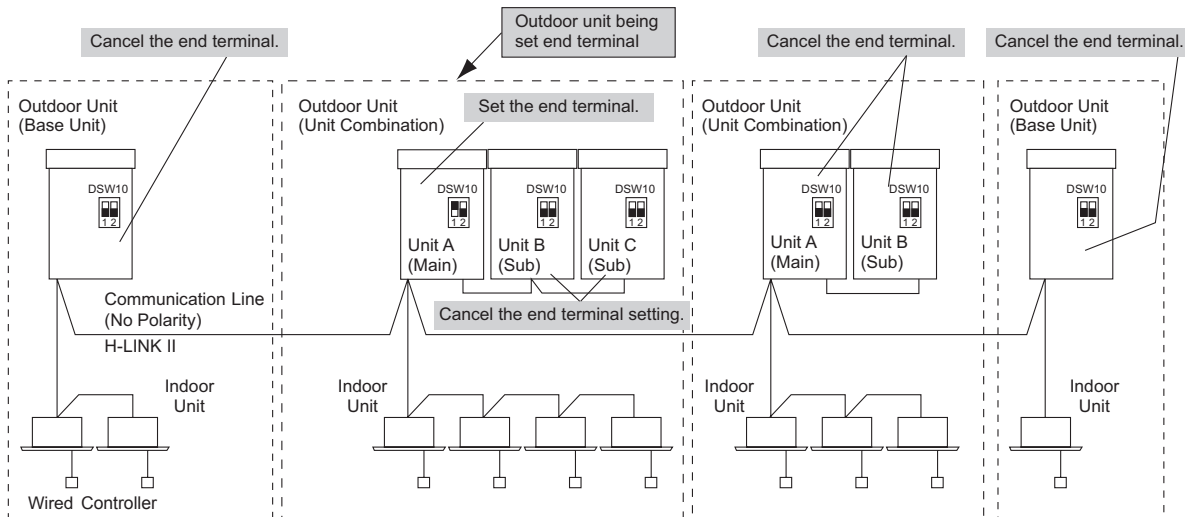 Outdoor unit being
set end terminal
Cancel the end terminal.
Cancel the end terminal.
Cancel the end terminal.
Outdoor Unit
(Base Unit)
Outdoor Unit
(Unit Combination)
Set the end terminal.
Outdoor Unit
(Unit Combination)
Outdoor Unit
(Base Unit)
DSW10
1 2
DSW10
1 2
DSW10
1 2
DSW10
1 2
DSW10
1 2
DSW10
1 2
DSW10
1 2
Unit A
(Main)
Unit B
(Sub)
Unit C
(Sub)
Unit A
(Main)
Unit B
(Sub)
Communication Line
(No Polarity)
H-LINK II
Cancel the end terminal setting.
Indoor
Unit
Indoor
Unit
Indoor
Unit
Indoor
Unit
Wired Controller